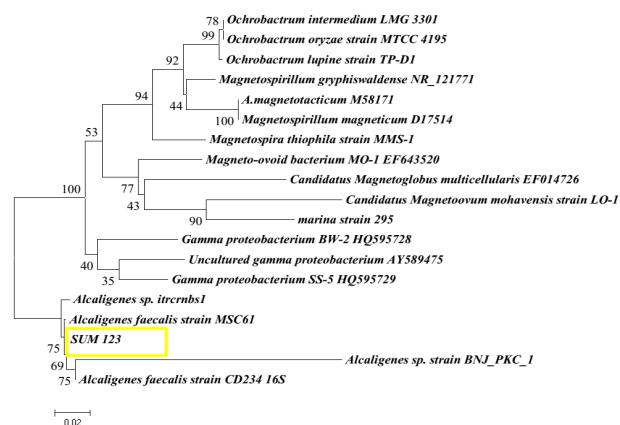 78
Ochrobactrum intermedium LMG 3301
99
Ochrobactrum oryzae strain MTCC 4195
Ochrobactrum lupine strain TP-D1
92
Magnetospirillum gryphiswaldense NR_121771
44
A.magnetotacticum M58171
94
100
Magnetospirillum magneticum D17514
53
Magnetospira thiophila strain MMS-1
Magneto-ovoid bacterium MO-1 EF643520
77
Candidatus Magnetoglobus multicellularis EF014726
100
43
Candidatus Magnetoovum mohavensis strain LO-1
90
marina strain 295
Gamma proteobacterium BW-2 HQ595728
40
Uncultured gamma proteobacterium AY589475
35
Gamma proteobacterium SS-5 HQ595729
Alcaligenes sp. itrcrnbs1
Alcaligenes faecalis strain MSC61
SUM 123
75
Alcaligenes sp. strain BNJ_PKC_1
69
75
Alcaligenes faecalis strain CD234 16S
0.02